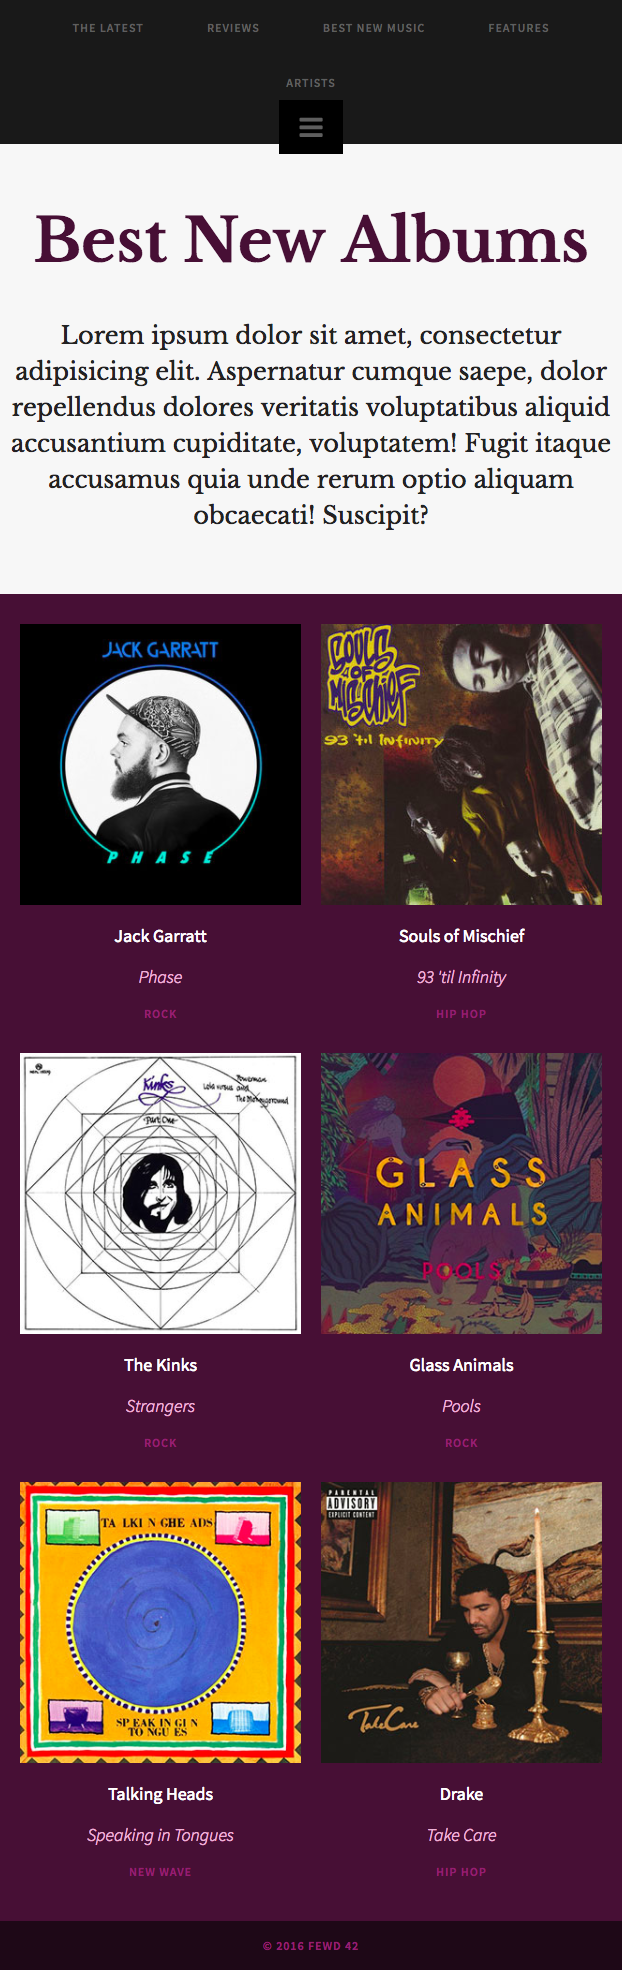 THE LATEST REVIEWS BEST NEW MUSIC FEATURES
ARTISTS
Best New Albums
Lorem ipsum dolor sit amet, consectetur
adipisicing elit. Aspernatur cumque saepe, dolor
repellendus dolores veritatis voluptatibus aliquid
accusantium cupiditate, voluptatem! Fugit itaque
accusamus quia unde rerum optio aliquam
obcaecati! Suscipit?
JACK GARRATT
PHASE
SOULS
OF
MISCHIEF
93 'til Infinity
Jack Garratt
Phase
ROCK
Souls of Mischief
93 'til Infinity
HIP HOP
Kinks
Lola versus
Powerman
and
The Moneygoround
Part One
GLASS
ANIMALS
POOLS
The Kinks
Strangers
ROCK
Glass Animals
Pools
ROCK
TA LKI N GHE ADS
SP EAK IN GI N
TO NGU ES
PARENTAL
ADVISORY
EXPLICIT CONTENT
Take Care
Talking Heads
Speaking in Tongues
NEW WAVE
Drake
Take Care
HIP HOP
© 2016 FEWD 42